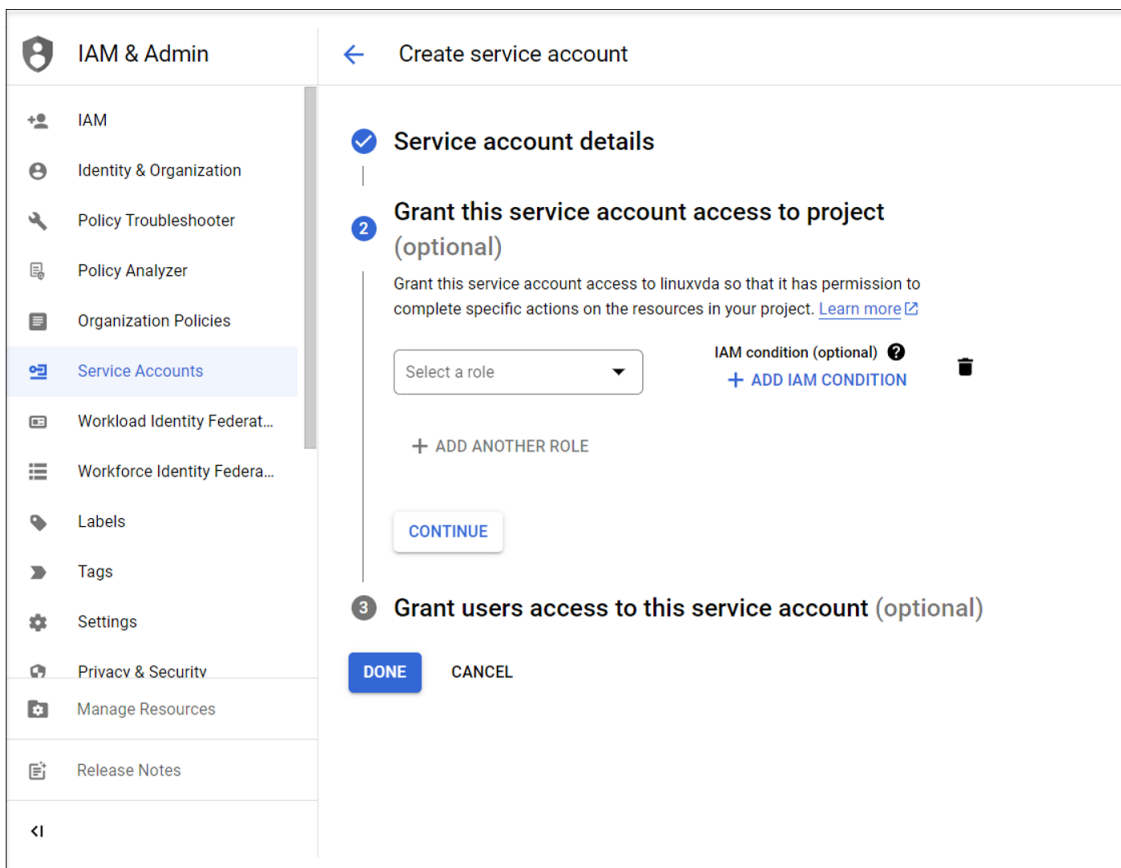 IAM & Admin
Create service account
IAM
Identity & Organization
Policy Troubleshooter
Policy Analyzer
Organization Policies
Service Accounts
Workload Identity Federat...
Workforce Identity Federa...
Labels
Tags
Settings
Privacy & Security
Manage Resources
Release Notes
Service account details
2
Grant this service account access to project
(optional)
Grant this service account access to linuxvda so that it has permission to
complete specific actions on the resources in your project. Learn more
Select a role
IAM condition (optional) ?
+ ADD IAM CONDITION
+ ADD ANOTHER ROLE
CONTINUE
3 Grant users access to this service account (optional)
DONE CANCEL